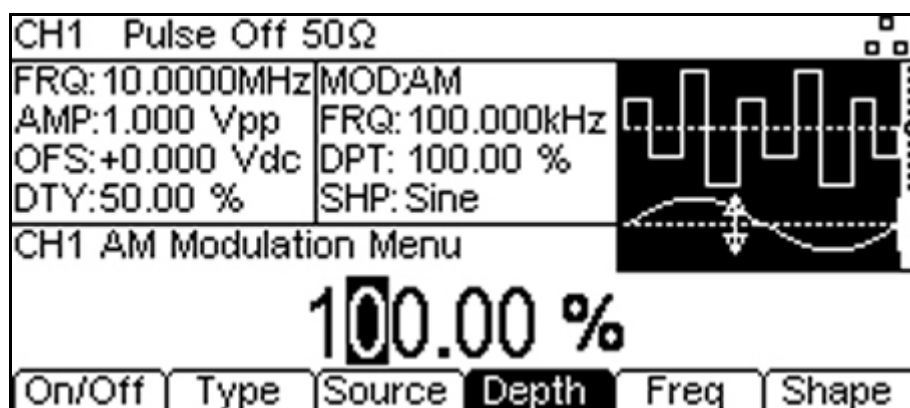 CH1 Pulse Off 50Ω
FRQ:10.0000MHz
AMP:1.000 Vpp
OFS:+0.000 Vdc
DTY:50.00 %
MOD:AM
FRQ:100.000kHz
DPT: 100.00 %
SHP: Sine
CH1 AM Modulation Menu
100.00 %
On/Off Type Source Depth Freq Shape